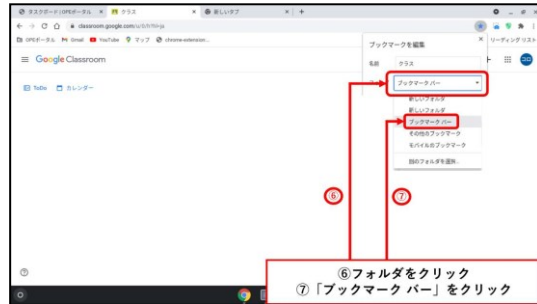 タスクボード | OPEポータル
クラス
新しいタブ
classroom.google.com/u/0/h?hl=ja
OPEポータル Gmail YouTube マップ chrome-extension...
リーディング リスト
Google Classroom
ToDo カレンダー
ブックマークを編集
名前 クラス
ブックマーク バー
新しいフォルダ
新しいフォルダ
ブックマーク バー
その他のブックマーク
モバイルのブックマーク
別のフォルダを選択...
⑥
⑦
⑥フォルダをクリック
⑦「ブックマーク バー」をクリック